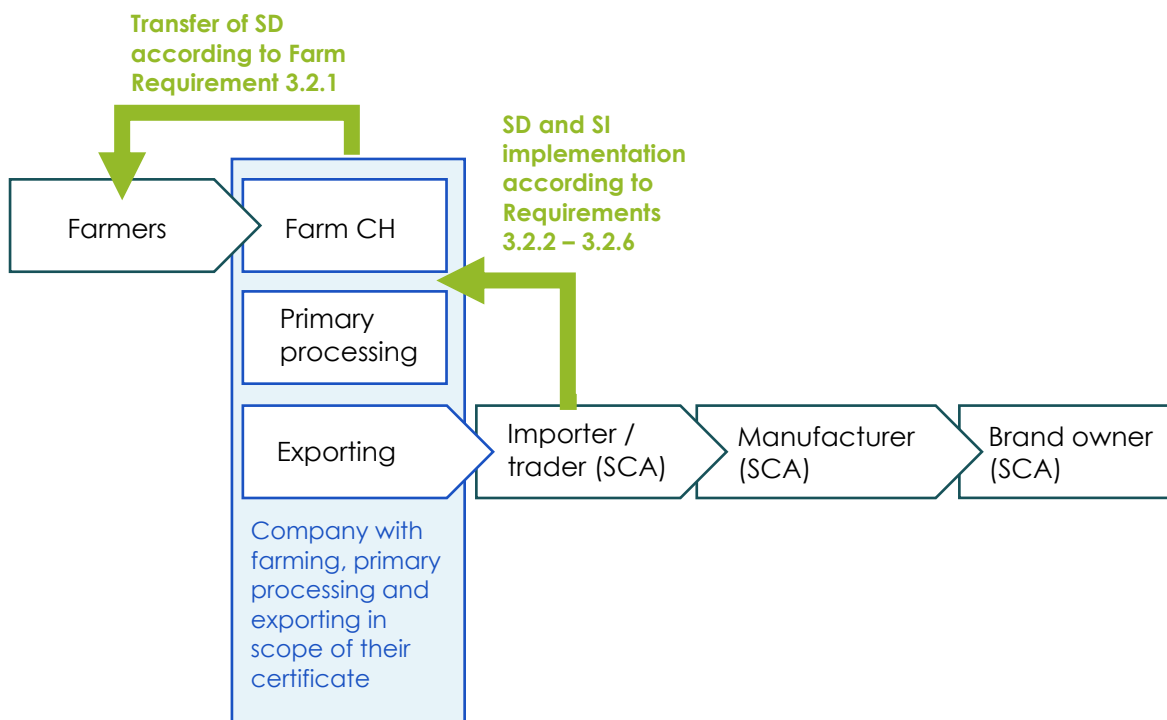 Transfer of SD
according to Farm
Requirement 3.2.1
SD and SI
implementation
according to
Requirements
3.2.2 – 3.2.6
Farmers
Farm CH
Primary
processing
Exporting
Importer /
trader (SCA)
Manufacturer
(SCA)
Brand owner
(SCA)
Company with
farming, primary
processing and
exporting in
scope of their
certificate